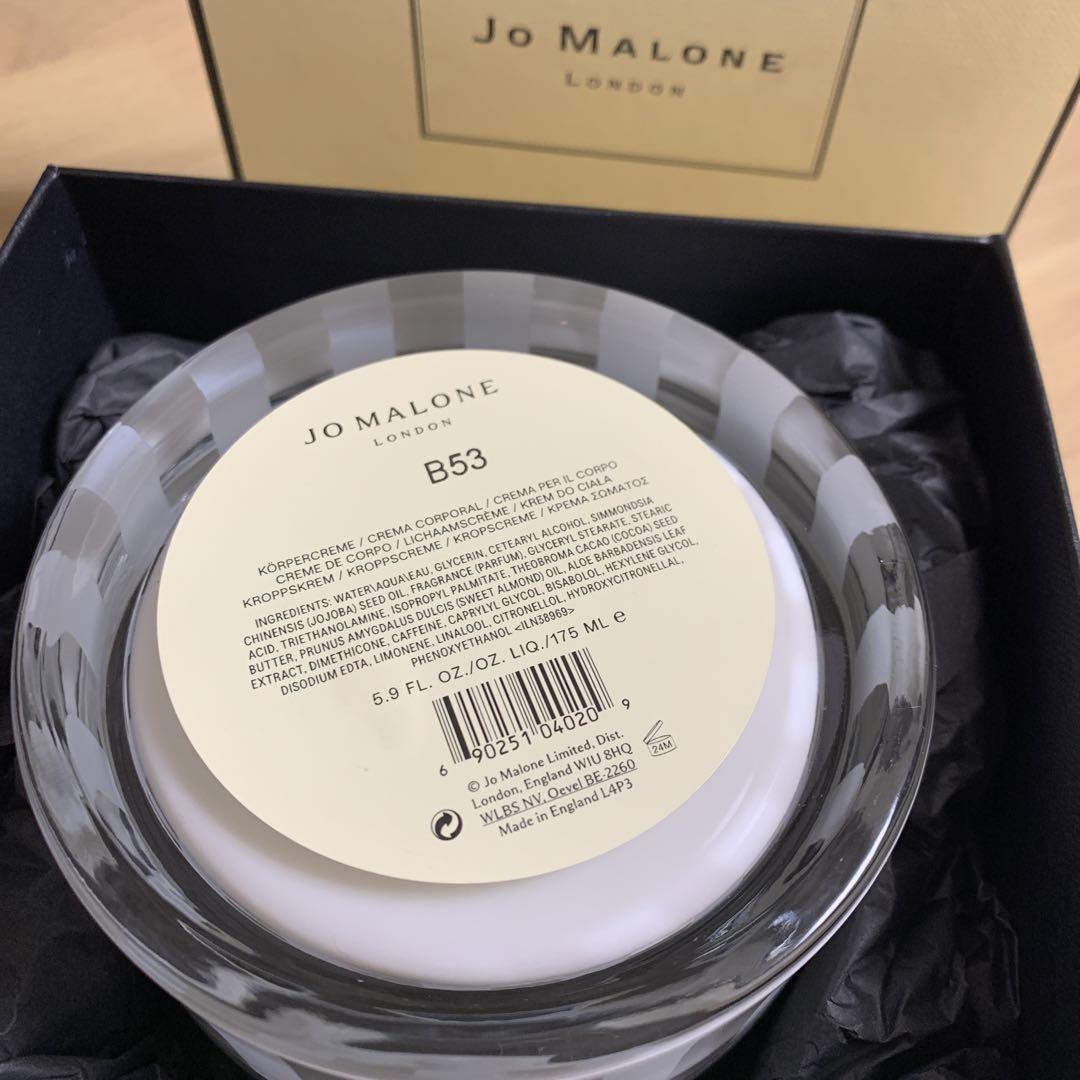 JO MALONE
LONDON
JO MALONE
LONDON
B53
KÖRPERCREME / CREMA CORPORAL / CREMA PER IL CORPO
CREME DE CORPO / LICHAAMSCRÈME / KREM DO CIAŁA
KROPPSKREM / KROPPSCREME / KROPSCREME / ΚΡΕΜΑ ΣΩΜΑΤΟΣ
INGREDIENTS: WATER\AQUA\EAU, GLYCERIN, CETEARYL ALCOHOL, SIMMONDSIA
CHINENSIS (JOJOBA) SEED OIL, FRAGRANCE (PARFUM), GLYCERYL STEARATE, STEARIC
ACID, TRIETHANOLAMINE, ISOPROPYL PALMITATE, THEOBROMA CACAO (COCOA) SEED
BUTTER, PRUNUS AMYGDALUS DULCIS (SWEET ALMOND) OIL, ALOE BARBADENSIS LEAF
EXTRACT, DIMETHICONE, CAFFEINE, CAPRYLYL GLYCOL, BISABOLOL, HEXYLENE GLYCOL,
DISODIUM EDTA, LIMONENE, LINALOOL, CITRONELLOL, HYDROXYCITRONELLAL,
PHENOXYETHANOL <ILN38969>
5.9 FL. OZ./OZ. LIQ./175 ML ℮
6 90251 04020 9
24M
© Jo Malone Limited, Dist.
London, England W1U 8HQ
WLBS NV, Oevel BE-2260
Made in England L4P3